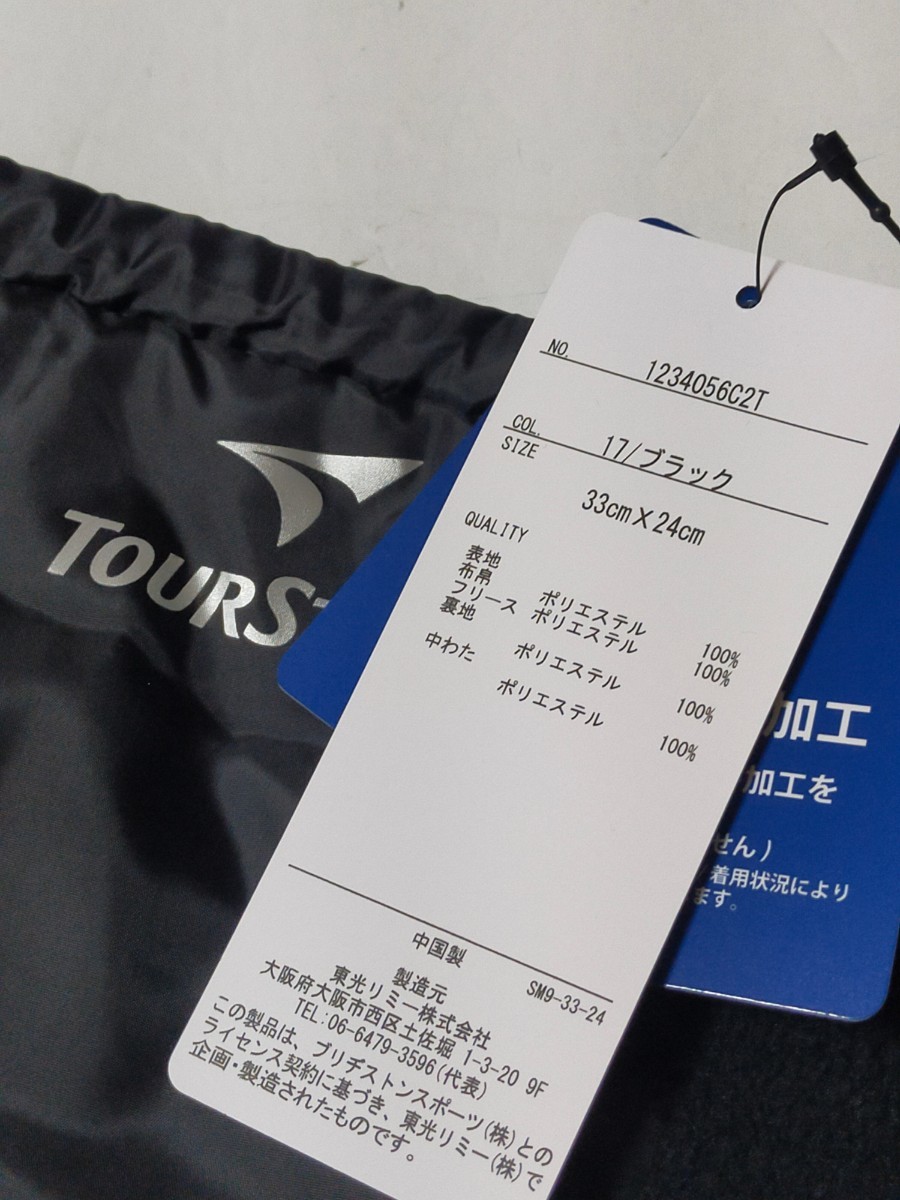 TOURS
NO. 1234056C2T
COL. 17/ブラック
SIZE 33cm X 24cm
QUALITY
表地
布帛 ポリエステル 100%
フリース ポリエステル 100%
裏地 ポリエステル 100%
中わた ポリエステル 100%
中国製 SM9-33-24
製造元
東光リミー株式会社
大阪府大阪市西区土佐堀 1-3-20 9F
TEL:06-6479-3596(代表)
この製品は、ブリヂストンスポーツ(株)との
ライセンス契約に基づき、東光リミー(株)で
企画・製造されたものです。
加工
加工を
せん)
着用状況により
ます。